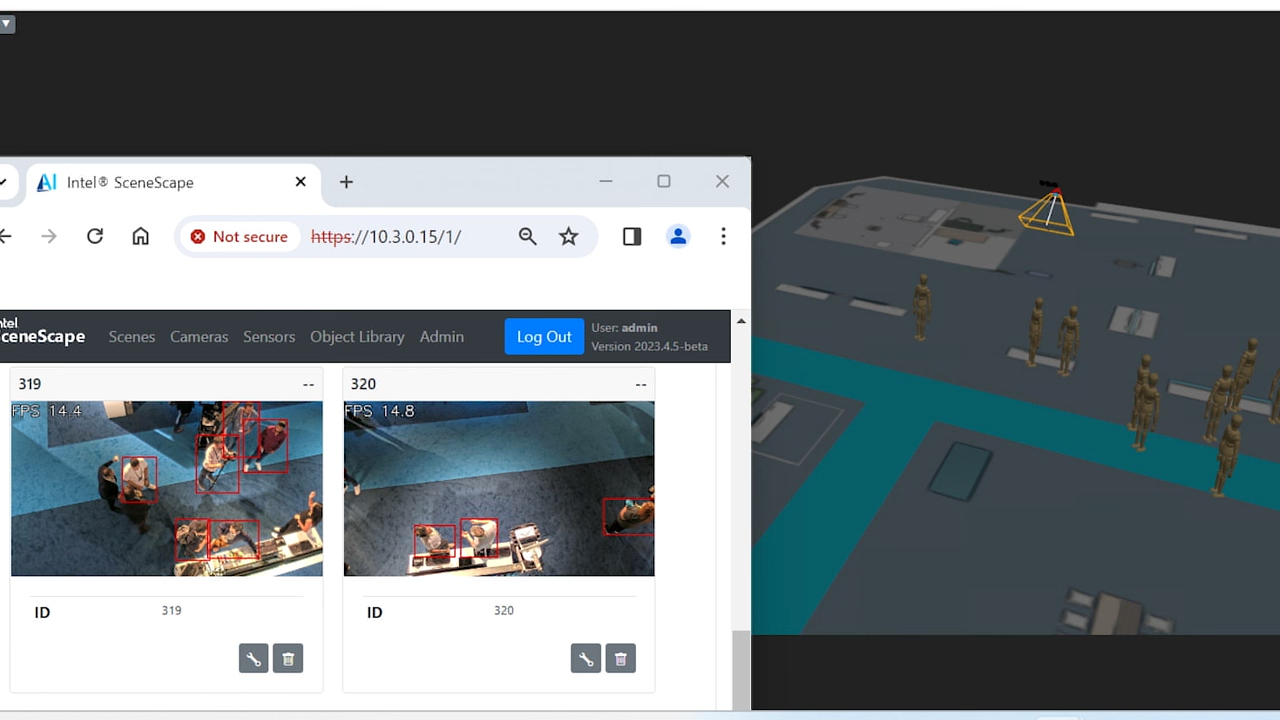 Intel® SceneScape
Not secure
https://10.3.0.15/1/
ntel
SceneScape
Scenes
Cameras
Sensors
Object Library
Admin
Log Out
User: admin
Version 2023.4.5-beta
319
--
320
--
FPS 14.4
FPS 14.8
ID
319
ID
320